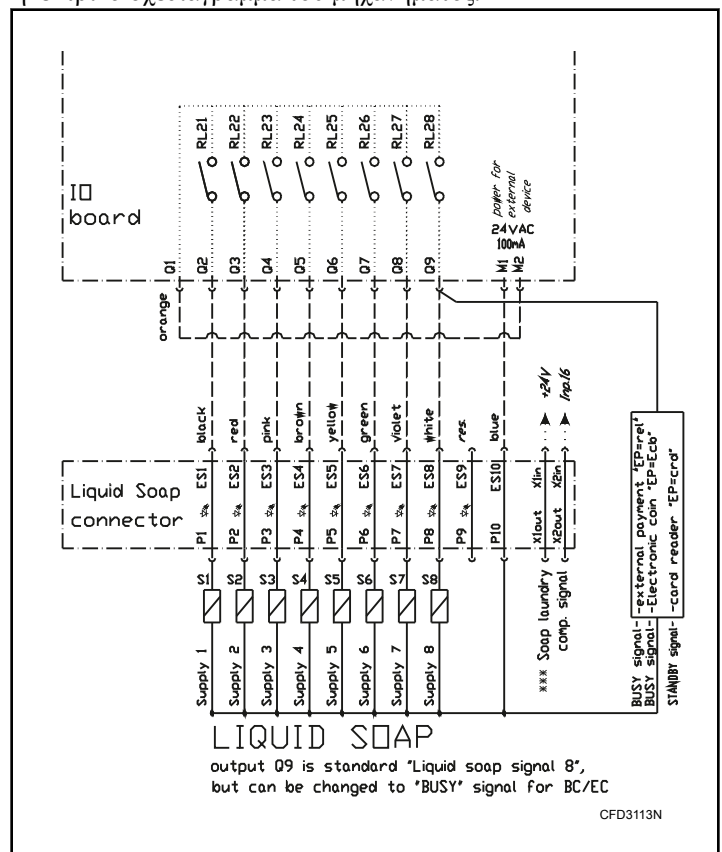 RL21
RL22
RL23
RL24
RL25
RL26
RL27
RL28
IO
board
power for
external
device
24VAC
100mA
Q1
Q2
Q3
Q4
Q5
Q6
Q7
Q8
Q9
M1
M2
orange
black
red
pink
brown
yellow
green
violet
white
res.
blue
+24V
Inp.16
Liquid Soap
connector
ES1
ES2
ES3
ES4
ES5
ES6
ES7
ES8
ES9
ES10
X1in
X2in
P1
P2
P3
P4
P5
P6
P7
P8
P9
P10
X1out
X2out
S1
S2
S3
S4
S5
S6
S7
S8
Supply 1
Supply 2
Supply 3
Supply 4
Supply 5
Supply 6
Supply 7
Supply 8
*** Soap laundry
comp. signal
BUSY signal- -external payment "EP=rel"
BUSY signal- -Electronic coin "EP=Ecb"
STANDBY signal- -card reader "EP=crd"
LIQUID SOAP
output Q9 is standard "Liquid soap signal 8",
but can be changed to "BUSY" signal for BC/EC
CFD3113N